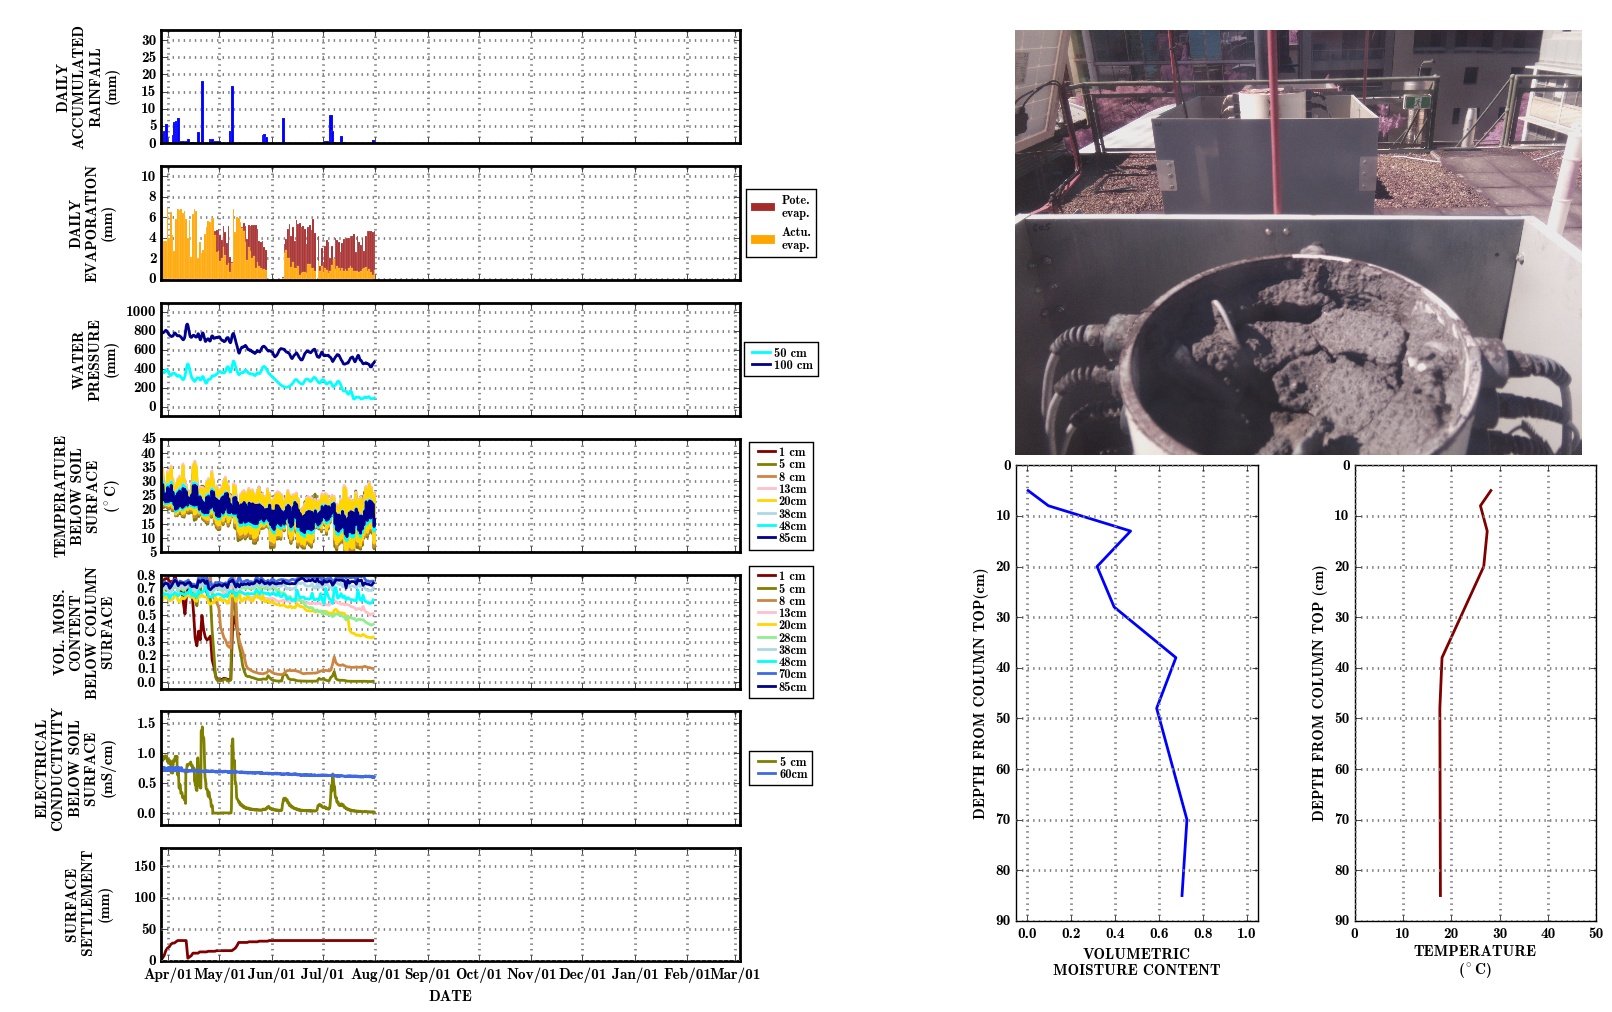 DAILY
ACCUMULATED
RAINFALL
(mm)
30
25
20
15
10
5
0
DAILY
EVAPORATION
(mm)
10
8
6
4
2
0
Pote.
evap.
Actu.
evap.
WATER
PRESSURE
(mm)
1000
800
600
400
200
0
50 cm
100 cm
TEMPERATURE
BELOW SOIL
SURFACE
(°C)
45
40
35
30
25
20
15
10
5
1 cm
5 cm
8 cm
13cm
20cm
38cm
48cm
85cm
VOL. MOIS.
CONTENT
BELOW COLUMN
SURFACE
0.8
0.7
0.6
0.5
0.4
0.3
0.2
0.1
0.0
1 cm
5 cm
8 cm
13cm
20cm
28cm
38cm
48cm
70cm
85cm
ELECTRICAL
CONDUCTIVITY
BELOW SOIL
SURFACE
(mS/cm)
1.5
1.0
0.5
0.0
5 cm
60cm
SURFACE
SETTLEMENT
(mm)
150
100
50
0
Apr/01 May/01 Jun/01 Jul/01 Aug/01 Sep/01 Oct/01 Nov/01 Dec/01 Jan/01 Feb/01 Mar/01
DATE
DEPTH FROM COLUMN TOP(cm)
0
10
20
30
40
50
60
70
80
90
0.0 0.2 0.4 0.6 0.8 1.0
VOLUMETRIC
MOISTURE CONTENT
DEPTH FROM COLUMN TOP (cm)
0
10
20
30
40
50
60
70
80
90
0 10 20 30 40 50
TEMPERATURE
(°C)